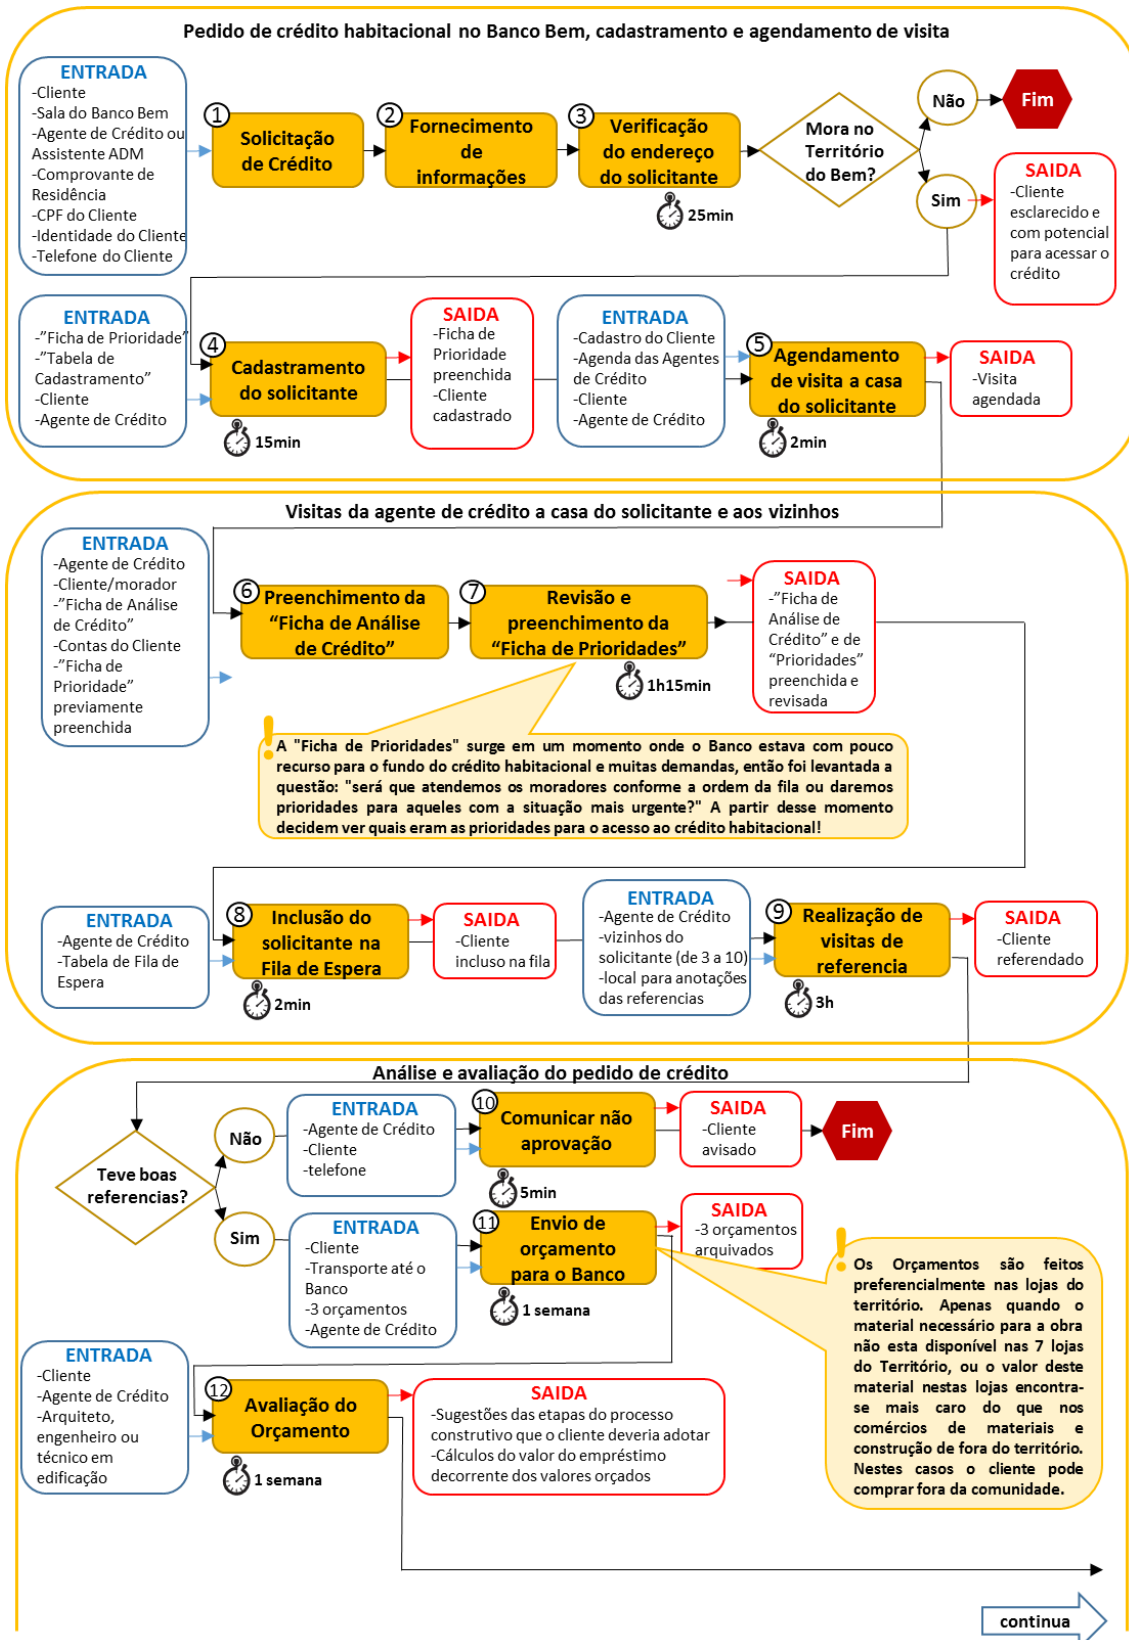 Pedido de crédito habitacional no Banco Bem, cadastramento e agendamento de visita
ENTRADA
-Cliente
-Sala do Banco Bem
-Agente de Crédito ou
Assistente ADM
-Comprovante de
Residência
-CPF do Cliente
-Identidade do Cliente
-Telefone do Cliente
1
Solicitação
de Crédito
2
Fornecimento
de
informações
3
Verificação
do endereço
do solicitante
25min
Mora no
Território
do Bem?
Não
Fim
Sim
SAIDA
-Cliente
esclarecido e
com potencial
para acessar o
crédito
ENTRADA
-”Ficha de Prioridade”
-”Tabela de
Cadastramento”
-Cliente
-Agente de Crédito
4
Cadastramento
do solicitante
15min
SAIDA
-Ficha de
Prioridade
preenchida
-Cliente
cadastrado
ENTRADA
-Cadastro do Cliente
-Agenda das Agentes
de Crédito
-Cliente
-Agente de Crédito
5
Agendamento
de visita a casa
do solicitante
2min
SAIDA
-Visita
agendada
Visitas da agente de crédito a casa do solicitante e aos vizinhos
ENTRADA
-Agente de Crédito
-Cliente/morador
-”Ficha de Análise
de Crédito”
-Contas do Cliente
-”Ficha de
Prioridade”
previamente
preenchida
6
Preenchimento da
“Ficha de Análise
de Crédito”
7
Revisão e
preenchimento da
“Ficha de Prioridades”
1h15min
SAIDA
-”Ficha de
Análise de
Crédito” e de
“Prioridades”
preenchida e
revisada
!
A "Ficha de Prioridades" surge em um momento onde o Banco estava com pouco
recurso para o fundo do crédito habitacional e muitas demandas, então foi levantada a
questão: "será que atendemos os moradores conforme a ordem da fila ou daremos
prioridades para aqueles com a situação mais urgente?" A partir desse momento
decidem ver quais eram as prioridades para o acesso ao crédito habitacional!
ENTRADA
-Agente de Crédito
-Tabela de Fila de
Espera
8
Inclusão do
solicitante na
Fila de Espera
2min
SAIDA
-Cliente
incluso na fila
ENTRADA
-Agente de Crédito
-vizinhos do
solicitante (de 3 a 10)
-local para anotações
das referencias
9
Realização de
visitas de
referencia
3h
SAIDA
-Cliente
referendado
Análise e avaliação do pedido de crédito
Teve boas
referencias?
Não
ENTRADA
-Agente de Crédito
-Cliente
-telefone
10
Comunicar não
aprovação
5min
SAIDA
-Cliente
avisado
Fim
Sim
ENTRADA
-Cliente
-Transporte até o
Banco
-3 orçamentos
-Agente de Crédito
11
Envio de
orçamento
para o Banco
1 semana
SAIDA
-3 orçamentos
arquivados
!
Os Orçamentos são feitos
preferencialmente nas lojas do
território. Apenas quando o
material necessário para a obra
não esta disponível nas 7 lojas
do Território, ou o valor deste
material nestas lojas encontra-
se mais caro do que nos
comércios de materiais e
construção de fora do território.
Nestes casos o cliente pode
comprar fora da comunidade.
ENTRADA
-Cliente
-Agente de Crédito
-Arquiteto,
engenheiro ou
técnico em
edificação
12
Avaliação do
Orçamento
1 semana
SAIDA
-Sugestões das etapas do processo
construtivo que o cliente deveria adotar
-Cálculos do valor do empréstimo
decorrente dos valores orçados
continua